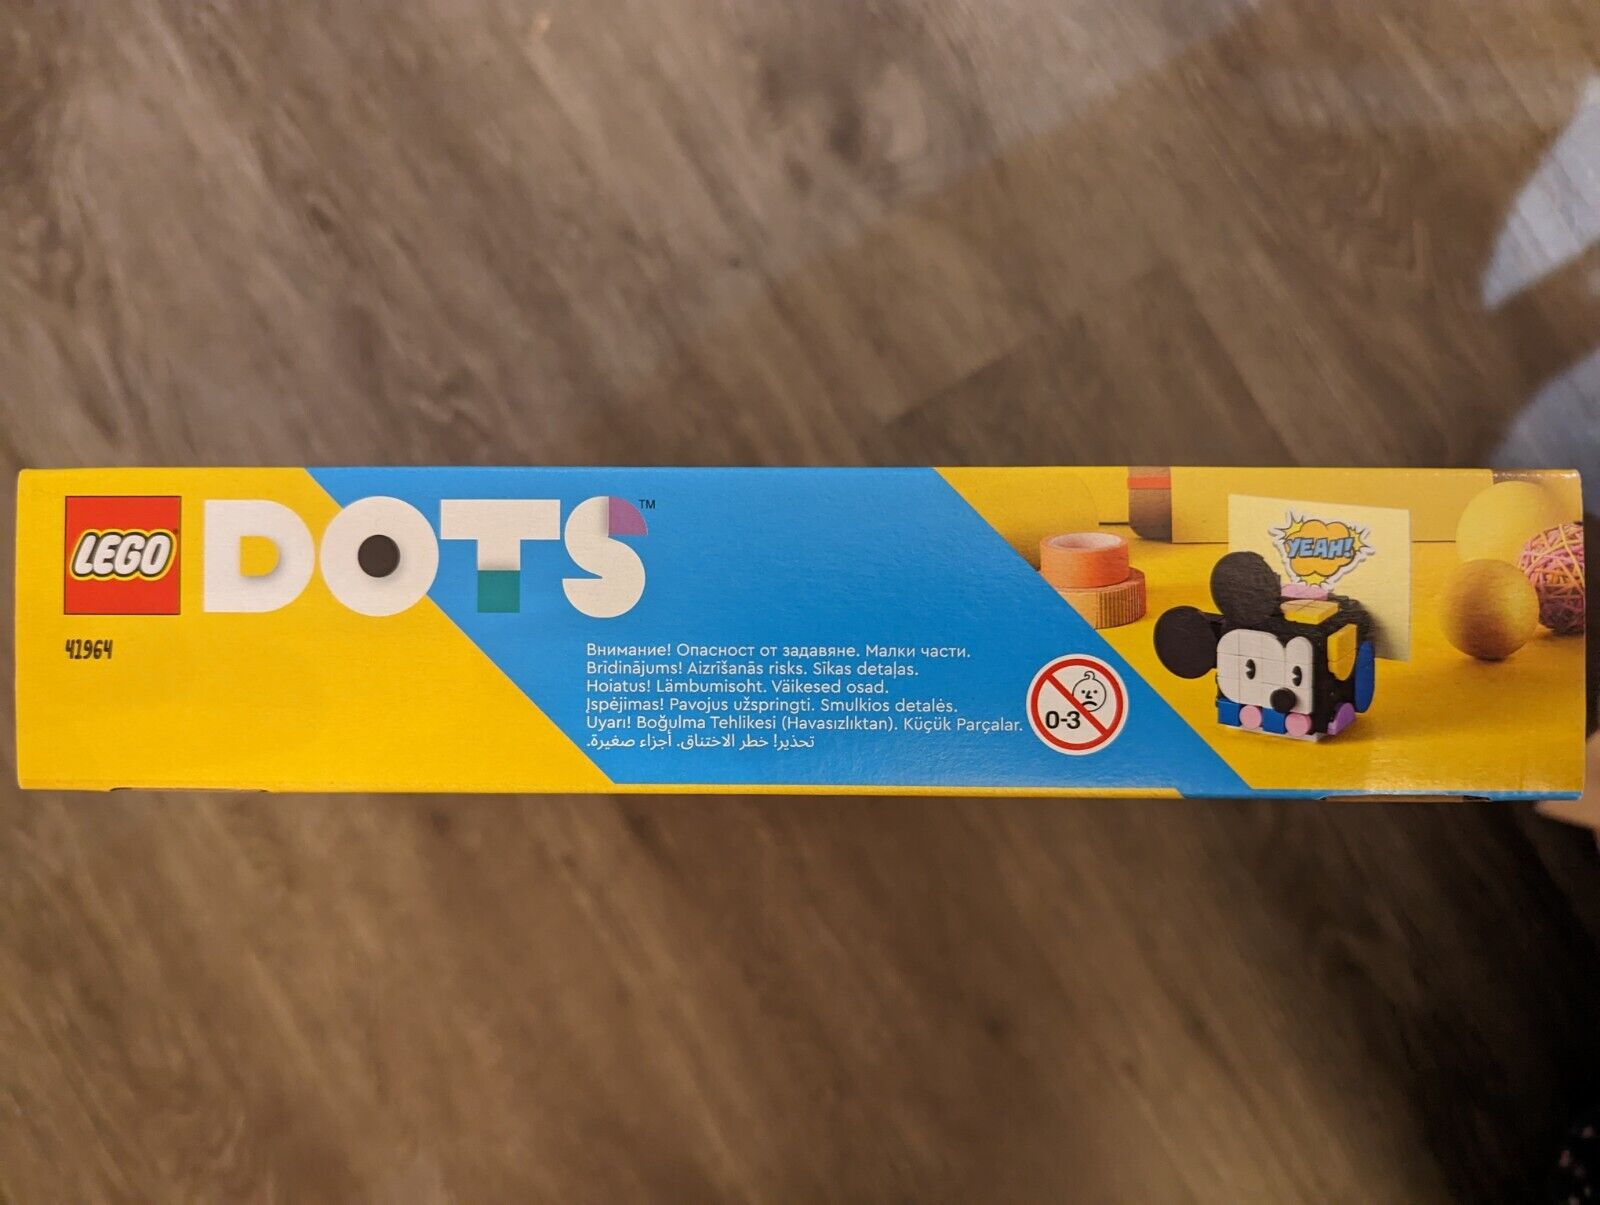 LEGO
DOTS™
41964
YEAH!
Внимание! Опасност от задавяне. Малки части.
Brīdinājums! Aizrīšanās risks. Sīkas detaļas.
Hoiatus! Lämbumisoht. Väikesed osad.
Įspėjimas! Pavojus užspringti. Smulkios detalės.
Uyarı! Boğulma Tehlikesi (Havasızlıktan). Küçük Parçalar.
تحذير! خطر الاختناق. أجزاء صغيرة.
0-3